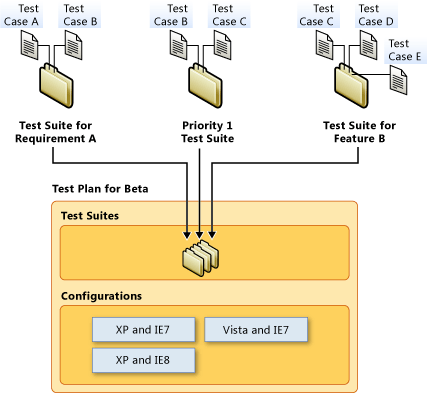 Test Case A
Test Case B
Test Case B
Test Case C
Test Case C
Test Case D
Test Case E
Test Suite for
Requirement A
Priority 1
Test Suite
Test Suite for
Feature B
Test Plan for Beta
Test Suites
Configurations
XP and IE7
Vista and IE7
XP and IE8